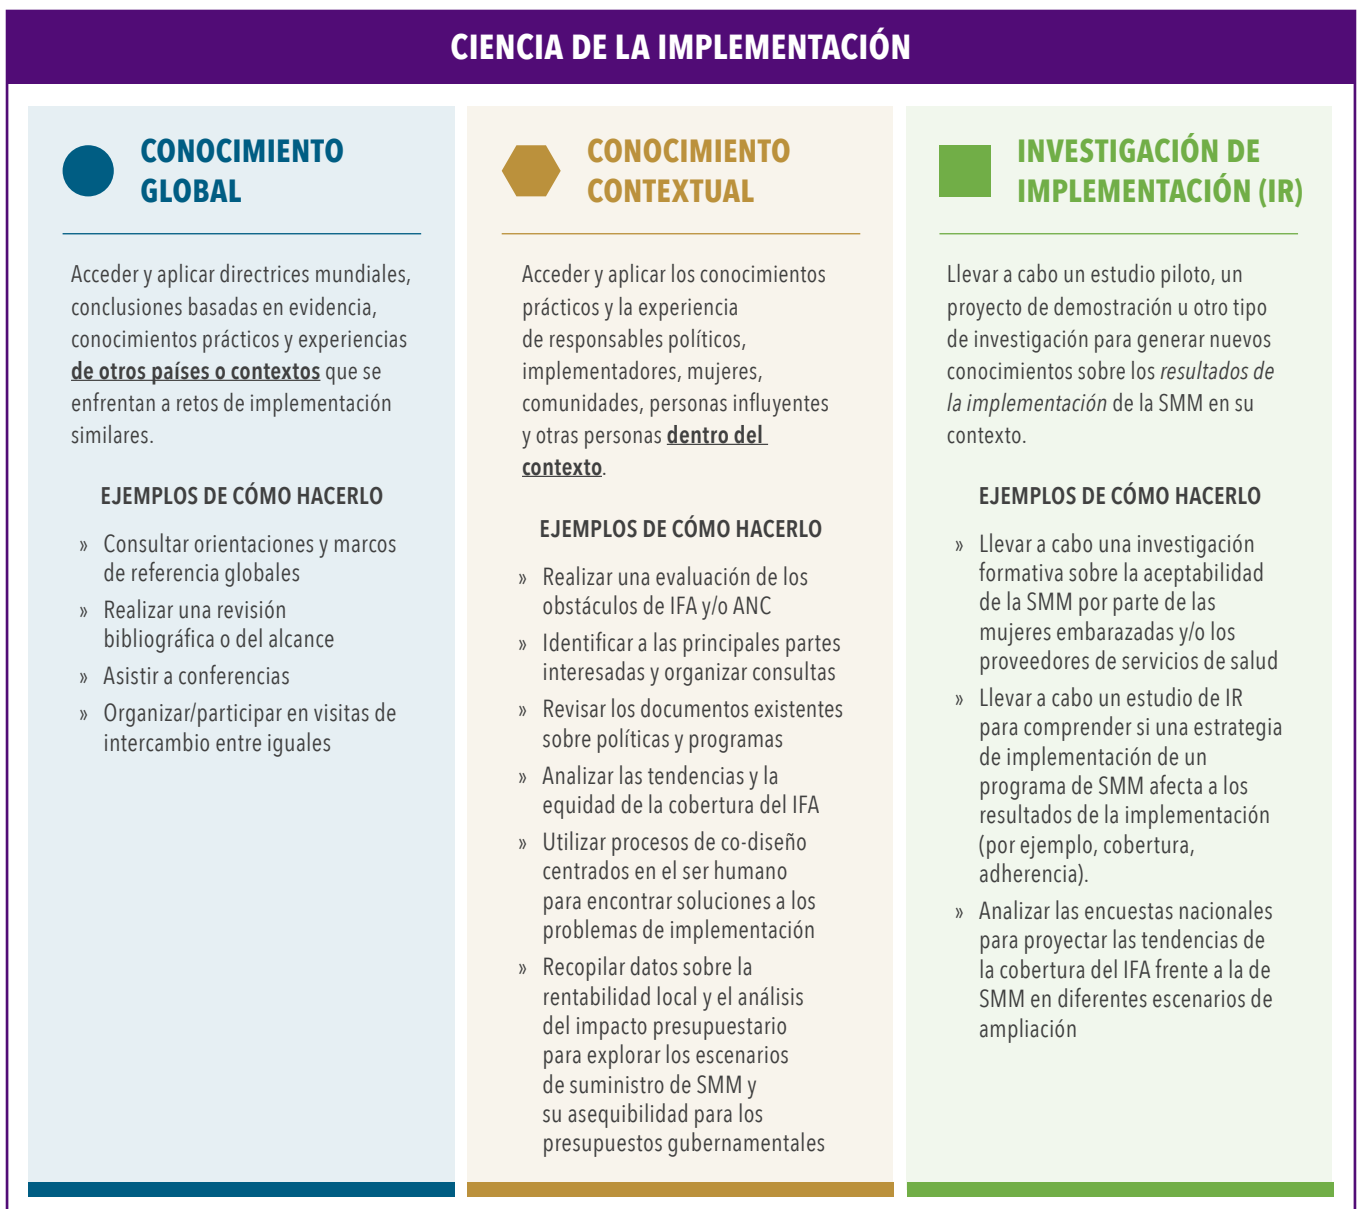 CIENCIA DE LA IMPLEMENTACIÓN
CONOCIMIENTO
GLOBAL
Acceder y aplicar directrices mundiales,
conclusiones basadas en evidencia,
conocimientos prácticos y experiencias
de otros países o contextos que se
enfrentan a retos de implementación
similares.
EJEMPLOS DE CÓMO HACERLO
» Consultar orientaciones y marcos
de referencia globales
» Realizar una revisión
bibliográfica o del alcance
» Asistir a conferencias
» Organizar/participar en visitas de
intercambio entre iguales
CONOCIMIENTO
CONTEXTUAL
Acceder y aplicar los conocimientos
prácticos y la experiencia
de responsables políticos,
implementadores, mujeres,
comunidades, personas influyentes
y otras personas dentro del
contexto.
EJEMPLOS DE CÓMO HACERLO
» Realizar una evaluación de los
obstáculos de IFA y/o ANC
» Identificar a las principales partes
interesadas y organizar consultas
» Revisar los documentos existentes
sobre políticas y programas
» Analizar las tendencias y la
equidad de la cobertura del IFA
» Utilizar procesos de co-diseño
centrados en el ser humano
para encontrar soluciones a los
problemas de implementación
» Recopilar datos sobre la
rentabilidad local y el análisis
del impacto presupuestario
para explorar los escenarios
de suministro de SMM y
su asequibilidad para los
presupuestos gubernamentales
INVESTIGACIÓN DE
IMPLEMENTACIÓN (IR)
Llevar a cabo un estudio piloto, un
proyecto de demostración u otro tipo
de investigación para generar nuevos
conocimientos sobre los resultados de
la implementación de la SMM en su
contexto.
EJEMPLOS DE CÓMO HACERLO
» Llevar a cabo una investigación
formativa sobre la aceptabilidad
de la SMM por parte de las
mujeres embarazadas y/o los
proveedores de servicios de salud
» Llevar a cabo un estudio de IR
para comprender si una estrategia
de implementación de un
programa de SMM afecta a los
resultados de la implementación
(por ejemplo, cobertura,
adherencia).
» Analizar las encuestas nacionales
para proyectar las tendencias de
la cobertura del IFA frente a la de
SMM en diferentes escenarios de
ampliación